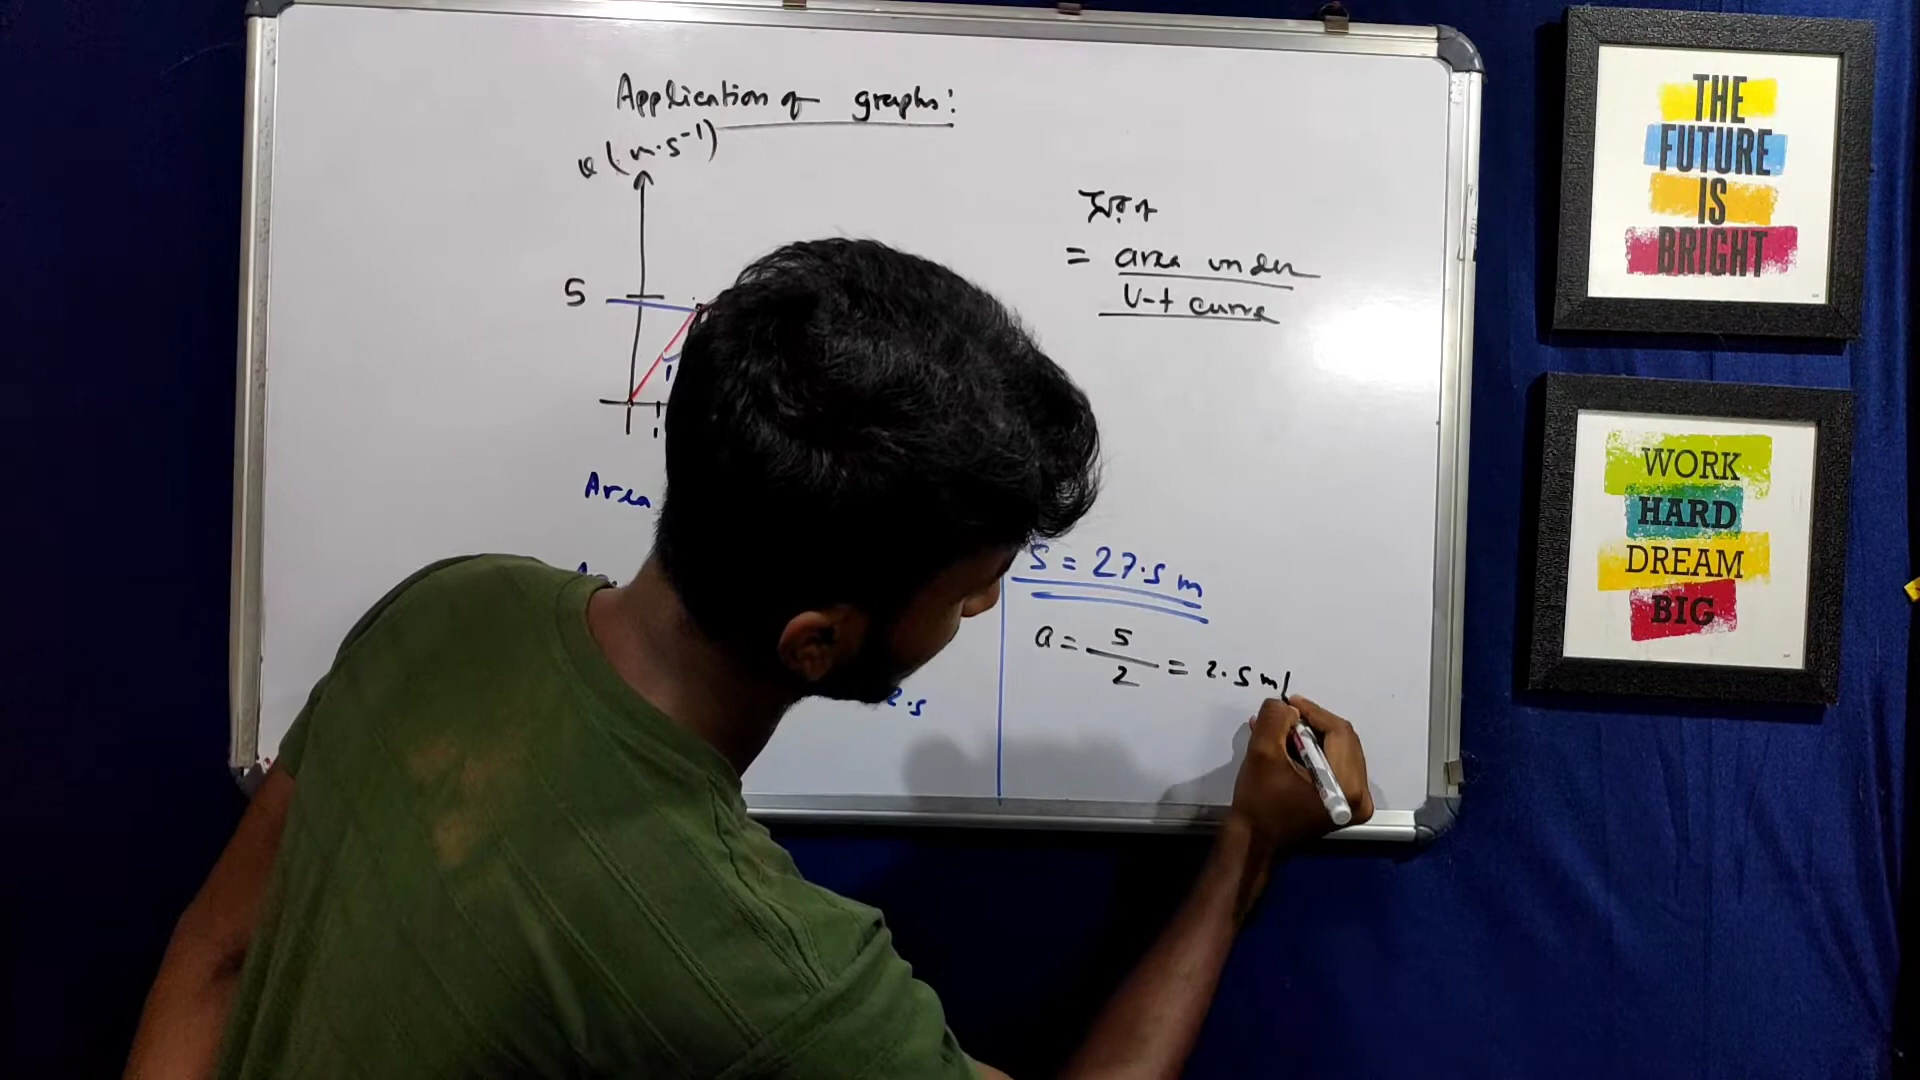 Application of graphs:
v (m.s⁻¹)
5
Area
= area under
v-t curve
S = 27.5 m
a = 5/2 = 2.5 m/
2.5
THE
FUTURE
IS
BRIGHT
WORK
HARD
DREAM
BIG